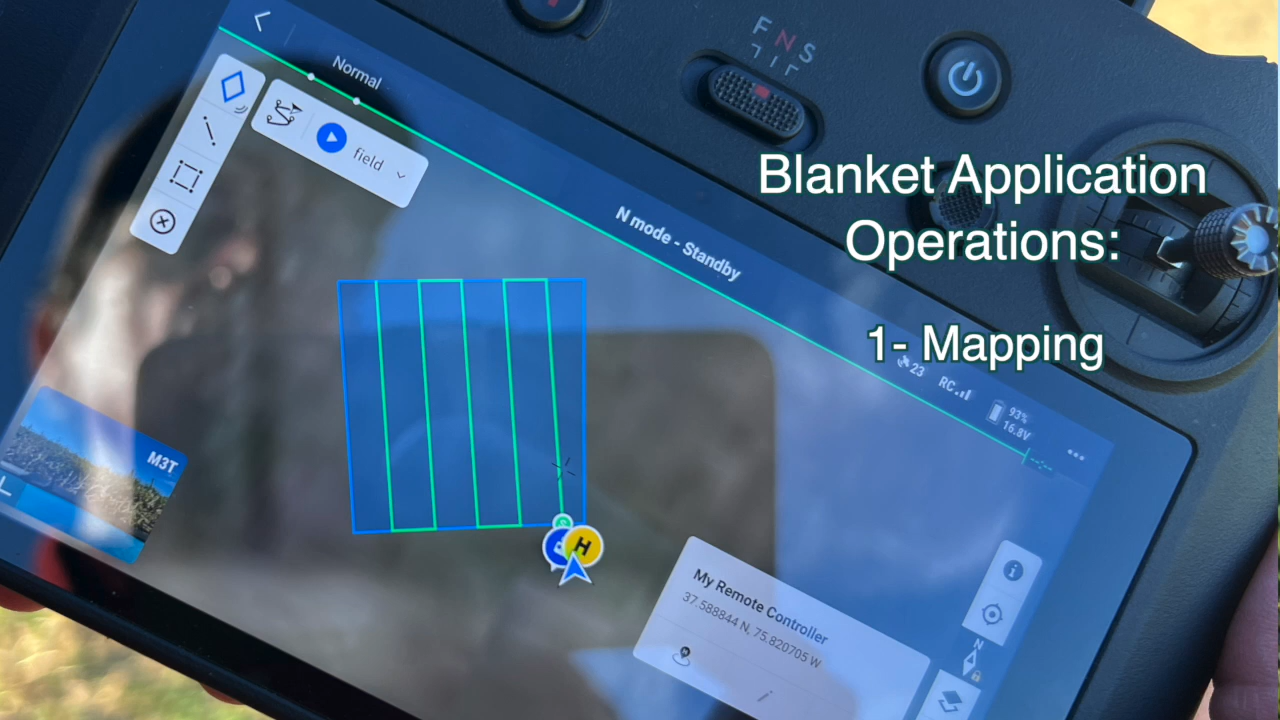 F N S
Normal
field
N mode - Standby
Blanket Application
Operations:
1- Mapping
23
RC
93%
16.8V
M3T
H
My Remote Controller
37.588844 N, 75.820705 W
N